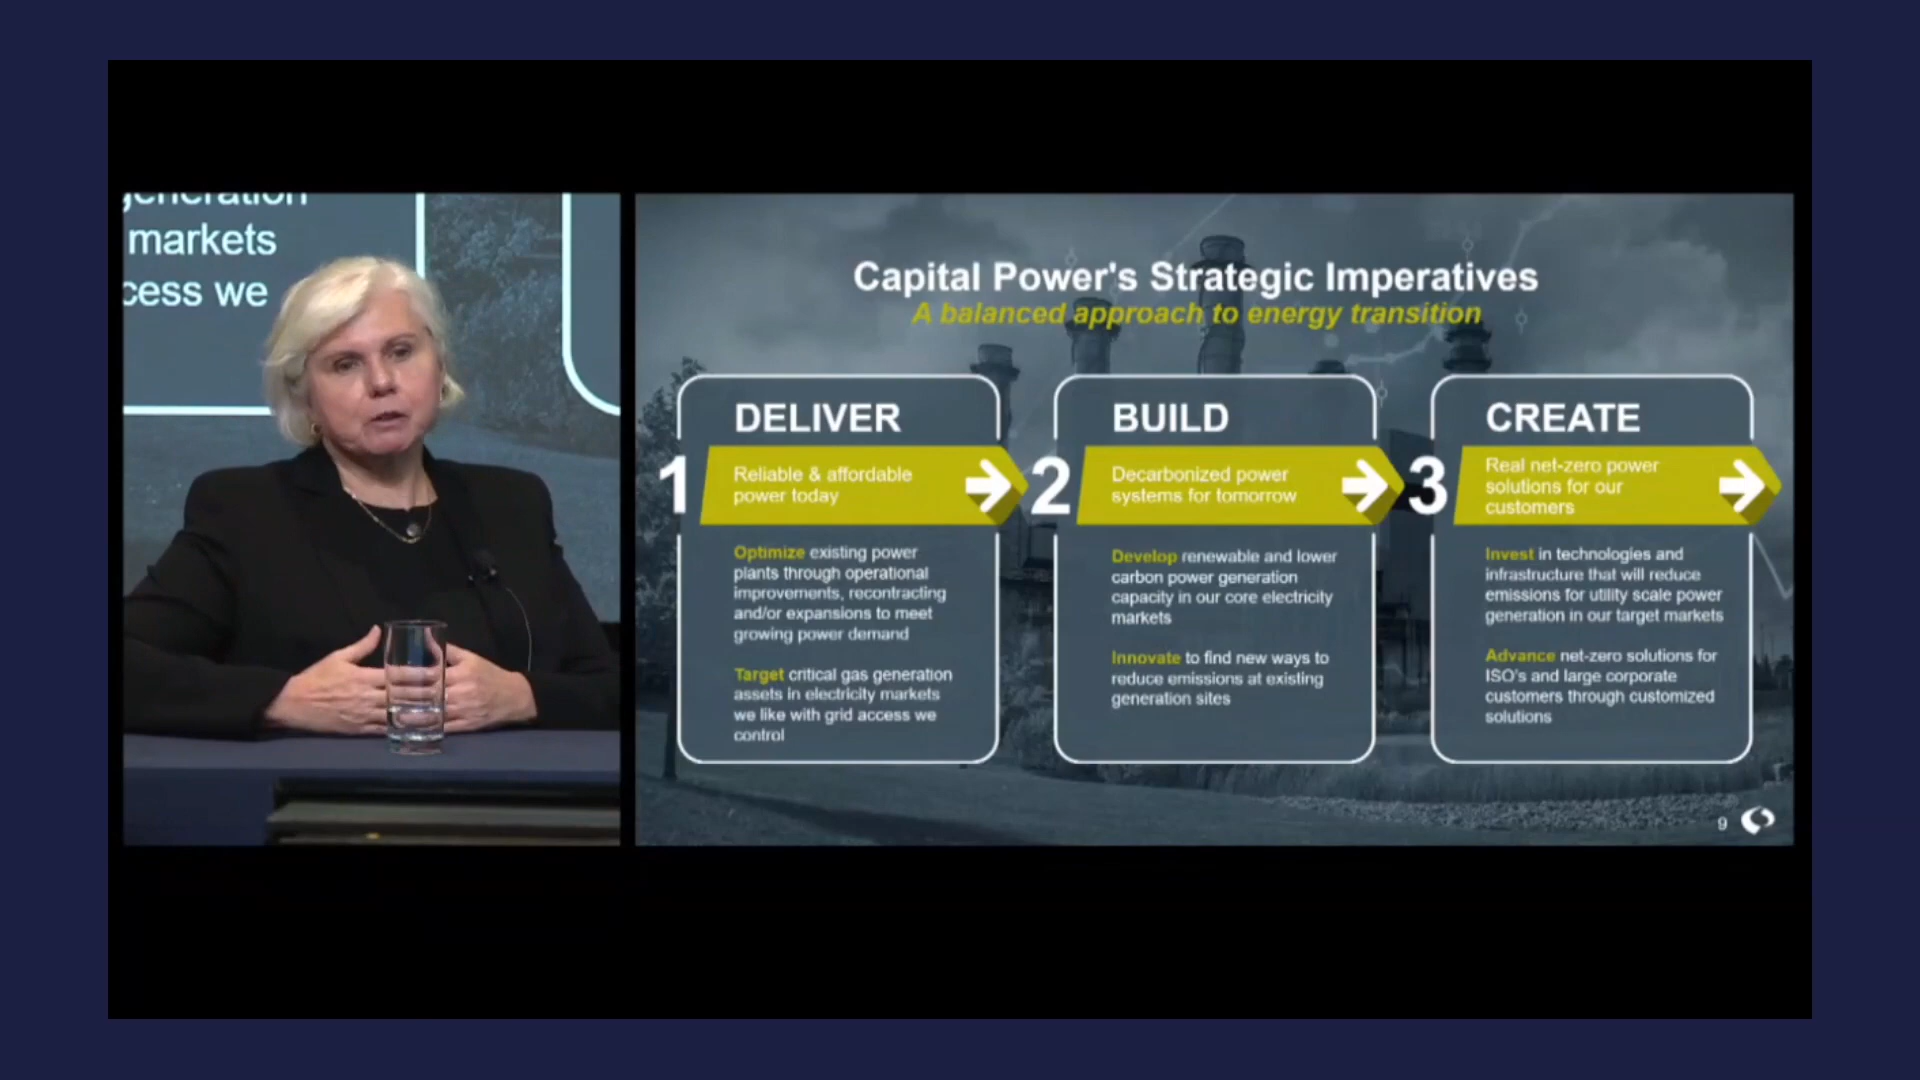 generation
markets
cess we
Capital Power's Strategic Imperatives
A balanced approach to energy transition
DELIVER
1
Reliable & affordable
power today
Optimize existing power
plants through operational
improvements, recontracting
and/or expansions to meet
growing power demand
Target critical gas generation
assets in electricity markets
we like with grid access we
control
BUILD
2
Decarbonized power
systems for tomorrow
Develop renewable and lower
carbon power generation
capacity in our core electricity
markets
Innovate to find new ways to
reduce emissions at existing
generation sites
CREATE
3
Real net-zero power
solutions for our
customers
Invest in technologies and
infrastructure that will reduce
emissions for utility scale power
generation in our target markets
Advance net-zero solutions for
ISO's and large corporate
customers through customized
solutions
9